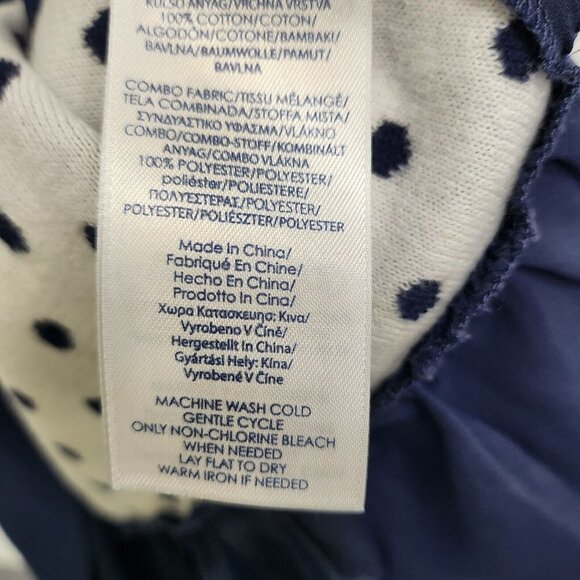 KÜLSŐ ANYAG/VRCHNÁ VRSTVA
100% COTTON/COTON/
ALGODÓN/COTONE/ΒΑΜΒΑΚΙ/
BAVLNA/BAUMWOLLE/PAMUT/
BAVLNA
COMBO FABRIC/TISSU MÉLANGÉ/
TELA COMBINADA/STOFFA MISTA/
ΣΥΝΔΥΑΣΤΙΚΟ ΥΦΑΣΜΑ/VLÁKNO
COMBO/COMBO-STOFF/KOMBINÁLT
ANYAG/COMBO VLÁKNA
100% POLYESTER/POLYESTER/
poliéster/POLIESTERE/
ΠΟΛΥΕΣΤΕΡΑΣ/POLYESTER/
POLYESTER/POLIÉSZTER/POLYESTER
Made In China/
Fabriqué En Chine/
Hecho En China/
Prodotto In Cina/
Χωρα Κατασκευησ: Κινα/
Vyrobeno V Číně/
Hergestellt In China/
Gyártási Hely: Kína/
Vyrobené V Číne
MACHINE WASH COLD
GENTLE CYCLE
ONLY NON-CHLORINE BLEACH
WHEN NEEDED
LAY FLAT TO DRY
WARM IRON IF NEEDED